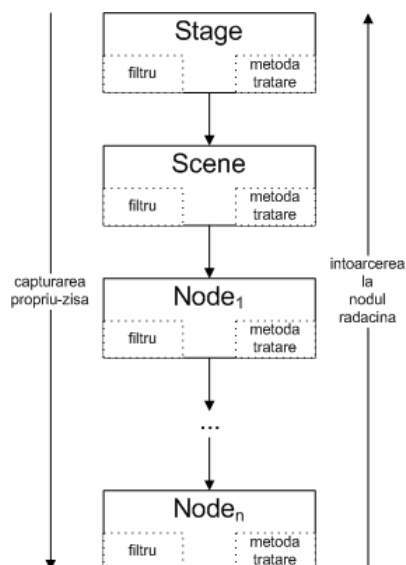 Stage
filtru
metoda
tratare
Scene
filtru
metoda
tratare
capturarea
propriu-zisa
intoarcerea
la
nodul
radacina
Node₁
filtru
metoda
tratare
...
Nodeₙ
filtru
metoda
tratare